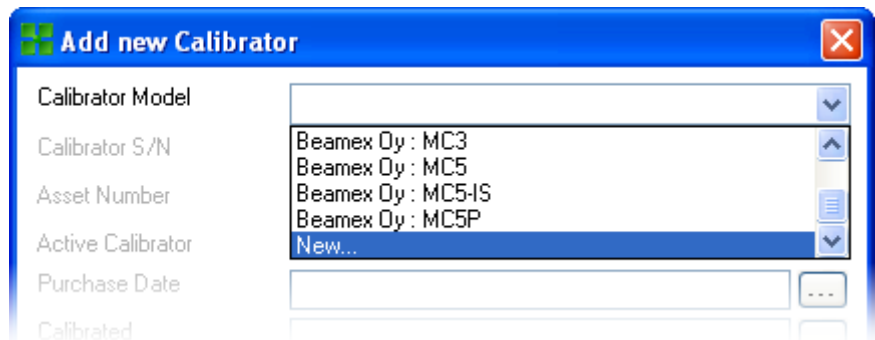 Add new Calibrator
Calibrator Model
Calibrator S/N
Beamex Oy : MC3
Beamex Oy : MC5
Asset Number
Beamex Oy : MC5-IS
Beamex Oy : MC5P
Active Calibrator
New...
Purchase Date
...
Calibrated